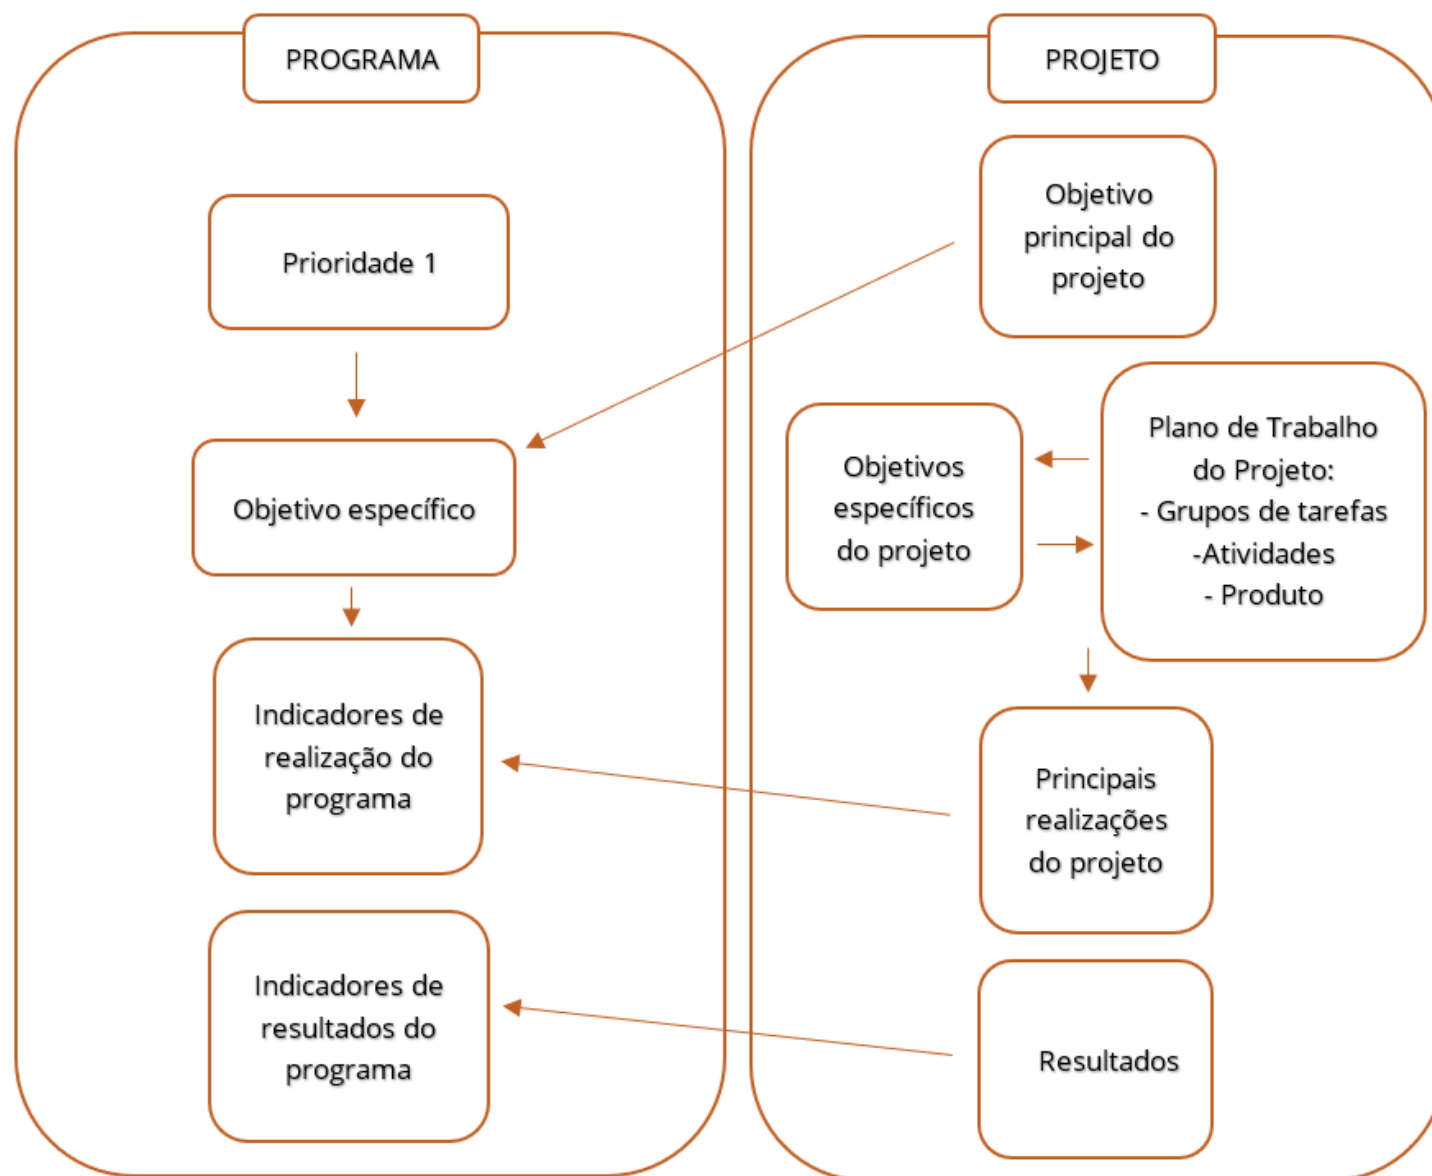 PROGRAMA
Prioridade 1
Objetivo específico
Indicadores de
realização do
programa
Indicadores de
resultados do
programa
PROJETO
Objetivo
principal do
projeto
Objetivos
específicos
do projeto
Plano de Trabalho
do Projeto:
- Grupos de tarefas
-Atividades
- Produto
Principais
realizações
do projeto
Resultados